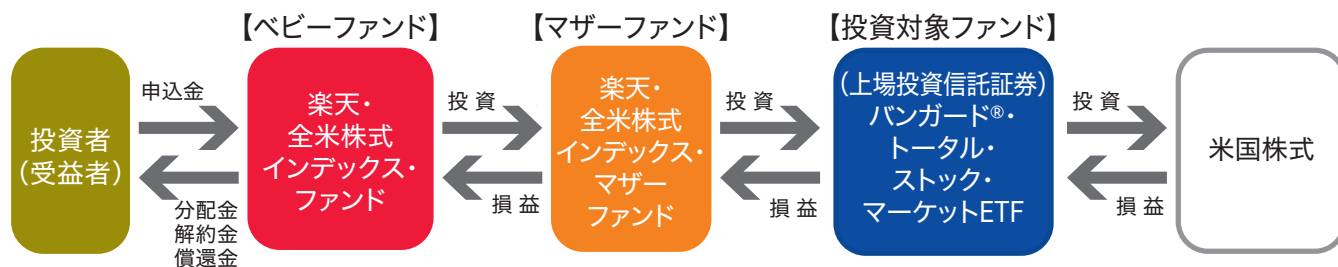 【ベビーファンド】
【マザーファンド】
【投資対象ファンド】
投資者
(受益者)
申込金
分配金
解約金
償還金
楽天・
全米株式
インデックス・
ファンド
投資
損益
楽天・
全米株式
インデックス・
マザー
ファンド
投資
損益
(上場投資信託証券)
バンガード®・
トータル・
ストック・
マーケットETF
投資
損益
米国株式